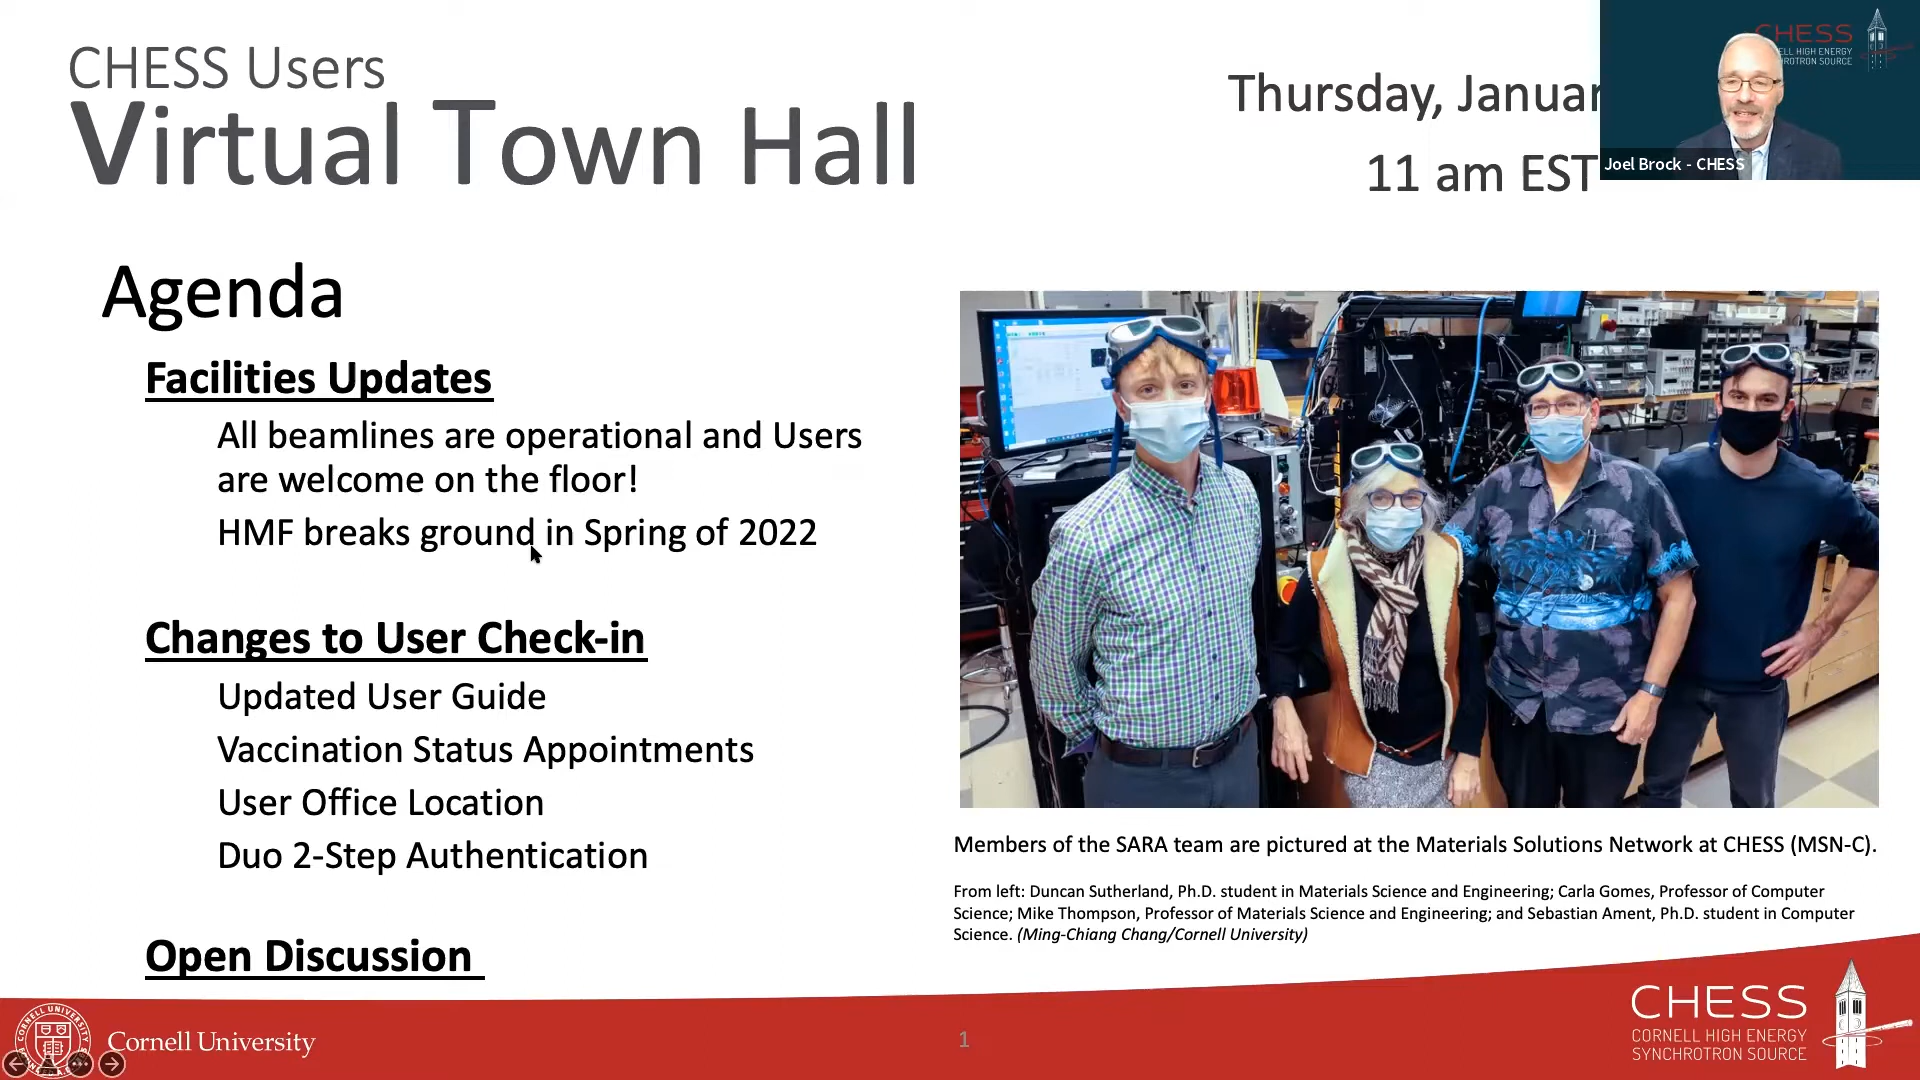 CHESS Users
Virtual Town Hall
Thursday, Januar
11 am EST
CHESS
ELL HIGH ENERGY
SYNCHROTRON SOURCE
Joel Brock - CHESS
Agenda
Facilities Updates
All beamlines are operational and Users
are welcome on the floor!
HMF breaks ground in Spring of 2022
Changes to User Check-in
Updated User Guide
Vaccination Status Appointments
User Office Location
Duo 2-Step Authentication
Open Discussion
Members of the SARA team are pictured at the Materials Solutions Network at CHESS (MSN-C).
From left: Duncan Sutherland, Ph.D. student in Materials Science and Engineering; Carla Gomes, Professor of Computer
Science; Mike Thompson, Professor of Materials Science and Engineering; and Sebastian Ament, Ph.D. student in Computer
Science. (Ming-Chiang Chang/Cornell University)
Cornell University
1
CHESS
CORNELL HIGH ENERGY
SYNCHROTRON SOURCE